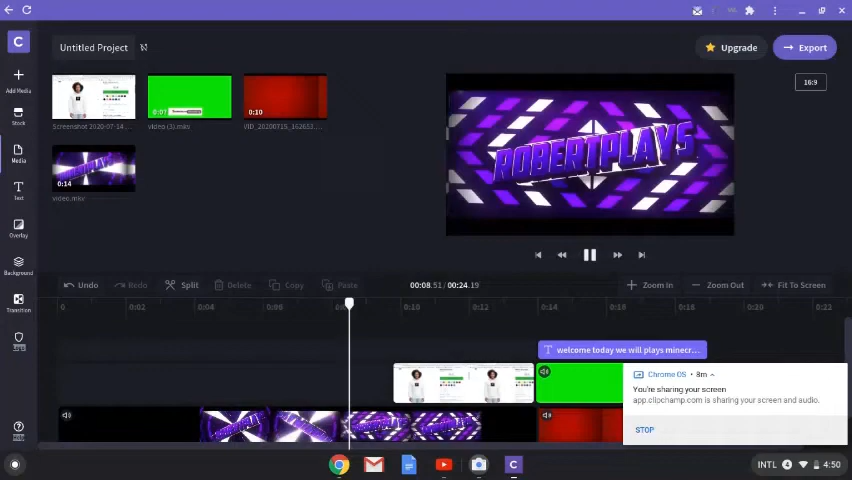 C
Untitled Project
Upgrade
Export
Add Media
Stock
Media
Text
Overlay
Background
Transition
0:07
0:10
Screenshot 2020-07-14 ...
video (3).mkv
VID_20200715_162653....
0:14
video.mkv
16:9
ROBERTPLAYS
Undo
Redo
Split
Delete
Copy
Paste
00:08.51 / 00:24.19
Zoom In
Zoom Out
Fit To Screen
0
0:02
0:04
0:06
0:10
0:12
0:14
0:16
0:18
0:20
0:22
T welcome today we will plays minecr...
Chrome OS • 8m
You're sharing your screen
app.clipchamp.com is sharing your screen and audio.
STOP
INTL
4
4:50